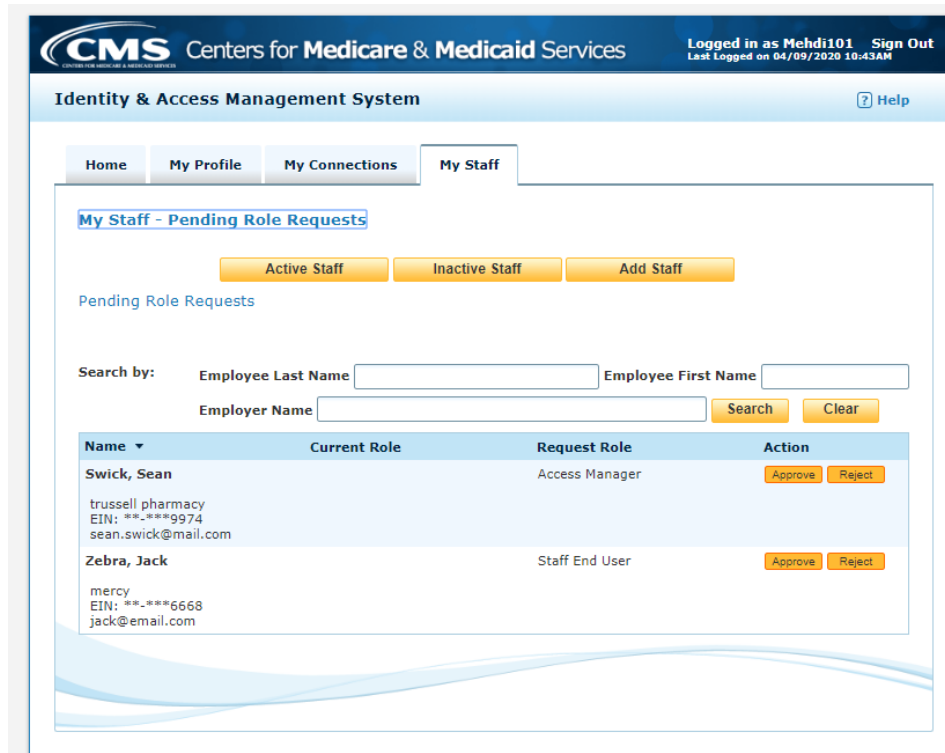 CMS Centers for Medicare & Medicaid Services
CENTERS FOR MEDICARE & MEDICAID SERVICES
Logged in as Mehdi101 Sign Out
Last Logged on 04/09/2020 10:43AM
Identity & Access Management System
? Help
Home My Profile My Connections My Staff
My Staff - Pending Role Requests
Active Staff Inactive Staff Add Staff
Pending Role Requests
Search by: Employee Last Name Employee First Name
Employer Name Search Clear
Name Current Role Request Role Action
Swick, Sean Access Manager Approve Reject
trussell pharmacy
EIN: **-***9974
sean.swick@mail.com
Zebra, Jack Staff End User Approve Reject
mercy
EIN: **-***6668
jack@email.com